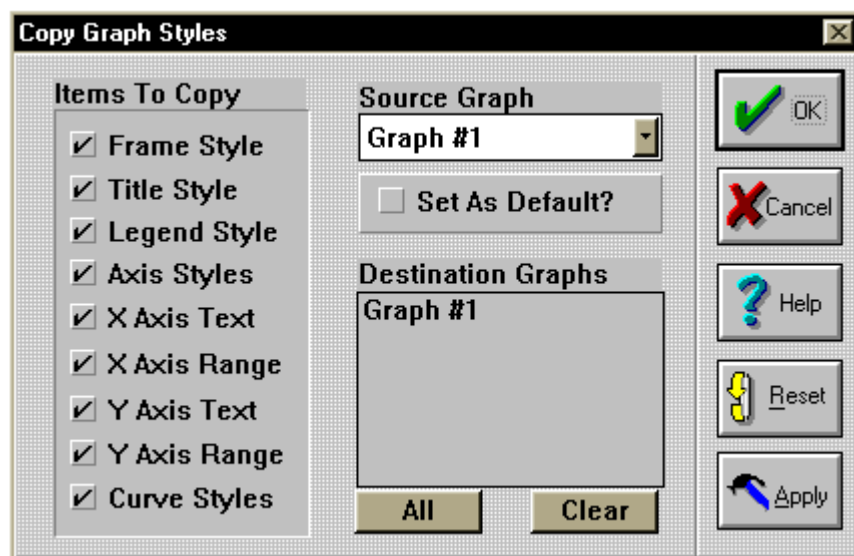 Copy Graph Styles
Items To Copy
Frame Style
Title Style
Legend Style
Axis Styles
X Axis Text
X Axis Range
Y Axis Text
Y Axis Range
Curve Styles
Source Graph
Graph #1
Set As Default?
Destination Graphs
Graph #1
All
Clear
OK
Cancel
Help
Reset
Apply